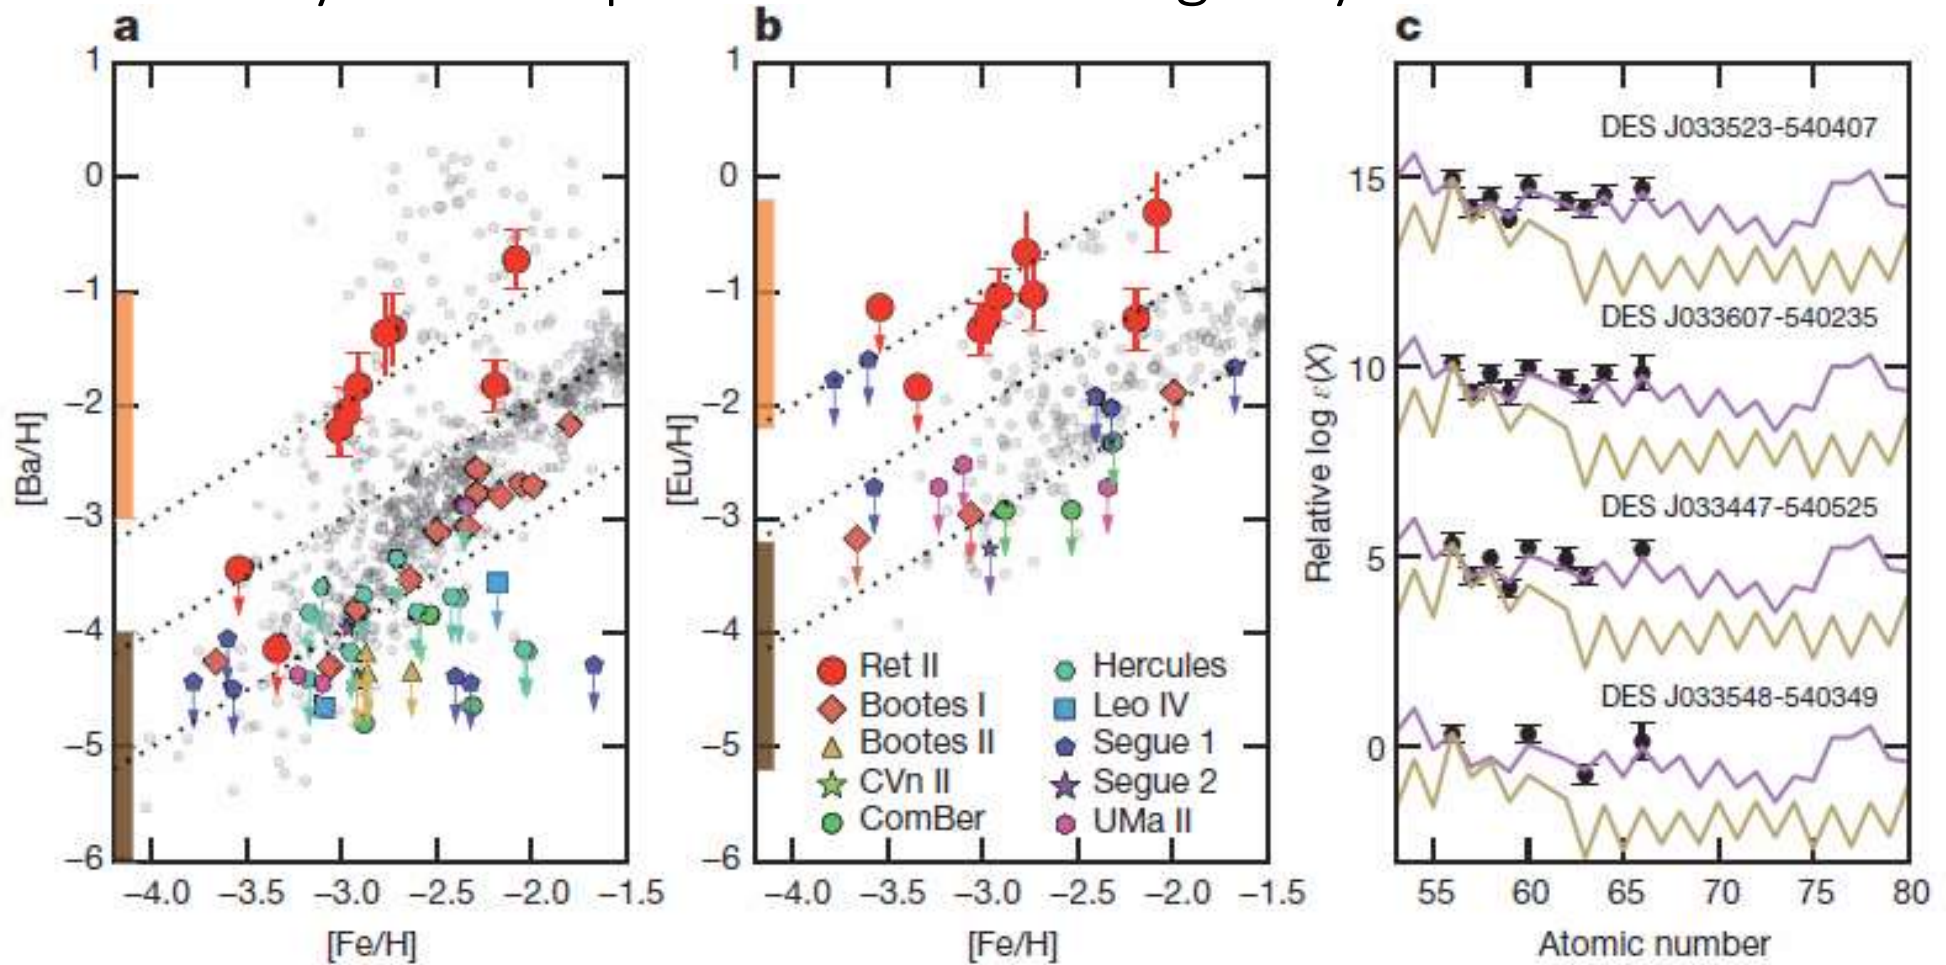 a
b
c
1
0
−1
−2
−3
−4
−5
−6
[Ba/H]
−4.0 −3.5 −3.0 −2.5 −2.0 −1.5
[Fe/H]
1
0
−1
−2
−3
−4
−5
−6
[Eu/H]
Ret II
Bootes I
Bootes II
CVn II
ComBer
Hercules
Leo IV
Segue 1
Segue 2
UMa II
−4.0 −3.5 −3.0 −2.5 −2.0 −1.5
[Fe/H]
15
10
5
0
Relative log ε(X)
DES J033523-540407
DES J033607-540235
DES J033447-540525
DES J033548-540349
55 60 65 70 75 80
Atomic number